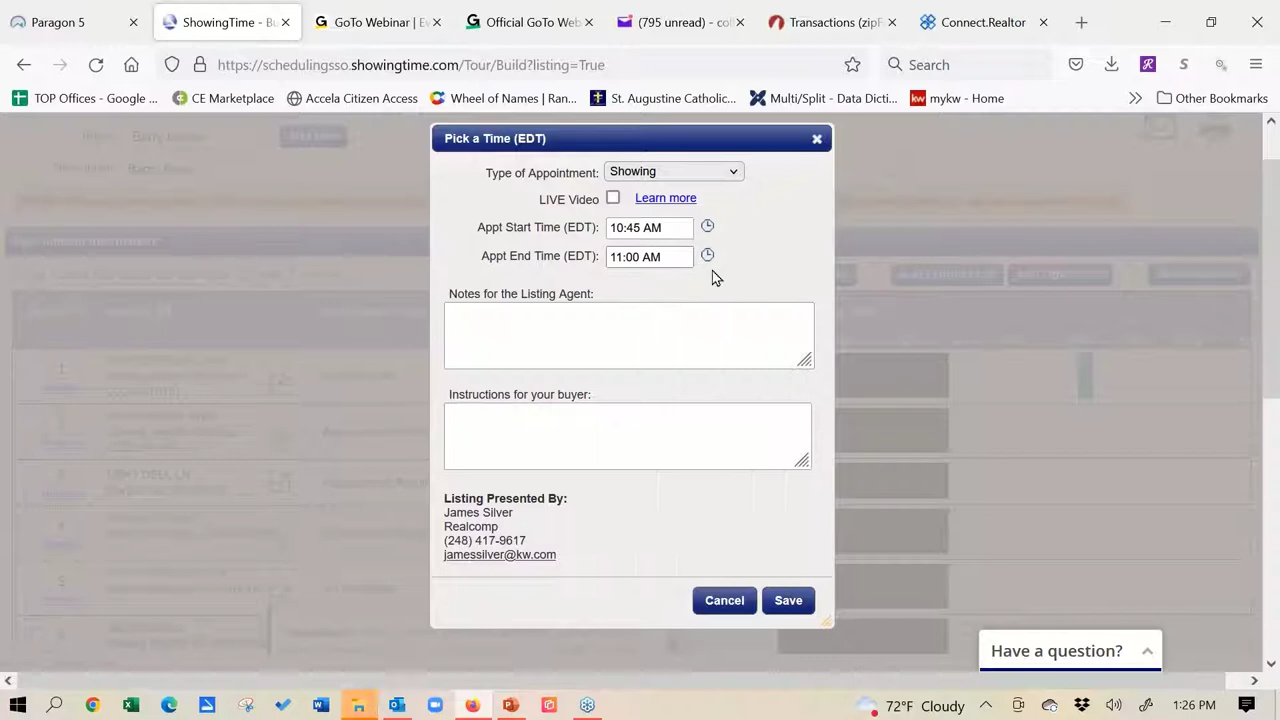 Paragon 5
ShowingTime - Bu
GoTo Webinar | Ev
Official GoTo Web
(795 unread) - col
Transactions (zipF
Connect.Realtor
https://schedulingsso.showingtime.com/Tour/Build?listing=True
Search
TOP Offices - Google ...
CE Marketplace
Accela Citizen Access
Wheel of Names | Ran...
St. Augustine Catholic...
Multi/Split - Data Dicti...
mykw - Home
Other Bookmarks
Pick a Time (EDT)
Type of Appointment: Showing
LIVE Video Learn more
Appt Start Time (EDT): 10:45 AM
Appt End Time (EDT): 11:00 AM
Notes for the Listing Agent:
Instructions for your buyer:
Listing Presented By:
James Silver
Realcomp
(248) 417-9617
jamessilver@kw.com
Cancel Save
Have a question?
72°F Cloudy
1:26 PM